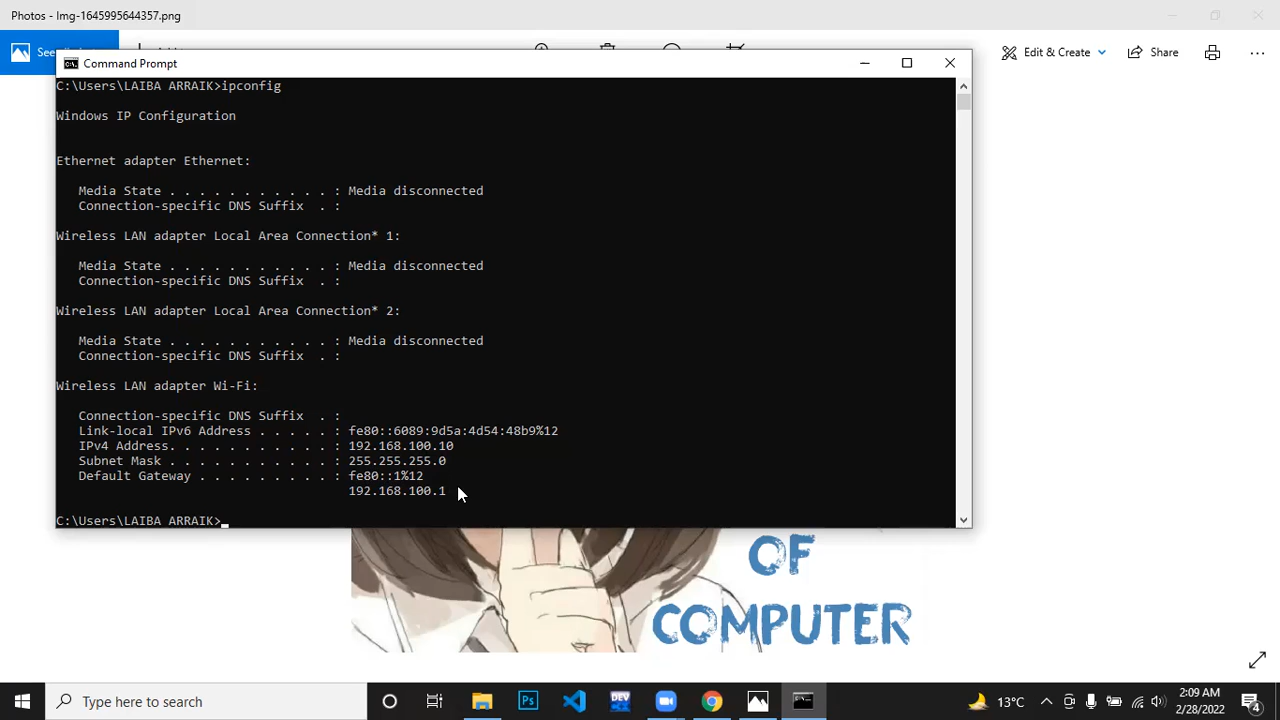 Photos - Img-1645995644357.png
Edit & Create
Share
Command Prompt
C:\Users\LAIBA ARRAIK>ipconfig
Windows IP Configuration
Ethernet adapter Ethernet:
Media State . . . . . . . . . . . : Media disconnected
Connection-specific DNS Suffix  . :
Wireless LAN adapter Local Area Connection* 1:
Media State . . . . . . . . . . . : Media disconnected
Connection-specific DNS Suffix  . :
Wireless LAN adapter Local Area Connection* 2:
Media State . . . . . . . . . . . : Media disconnected
Connection-specific DNS Suffix  . :
Wireless LAN adapter Wi-Fi:
Connection-specific DNS Suffix  . :
Link-local IPv6 Address . . . . . : fe80::6089:9d5a:4d54:48b9%12
IPv4 Address. . . . . . . . . . . : 192.168.100.10
Subnet Mask . . . . . . . . . . . : 255.255.255.0
Default Gateway . . . . . . . . . : fe80::1%12
192.168.100.1
C:\Users\LAIBA ARRAIK>
OF
COMPUTER
Type here to search
Ps
DEV
13°C
2:09 AM
2/28/2022
4